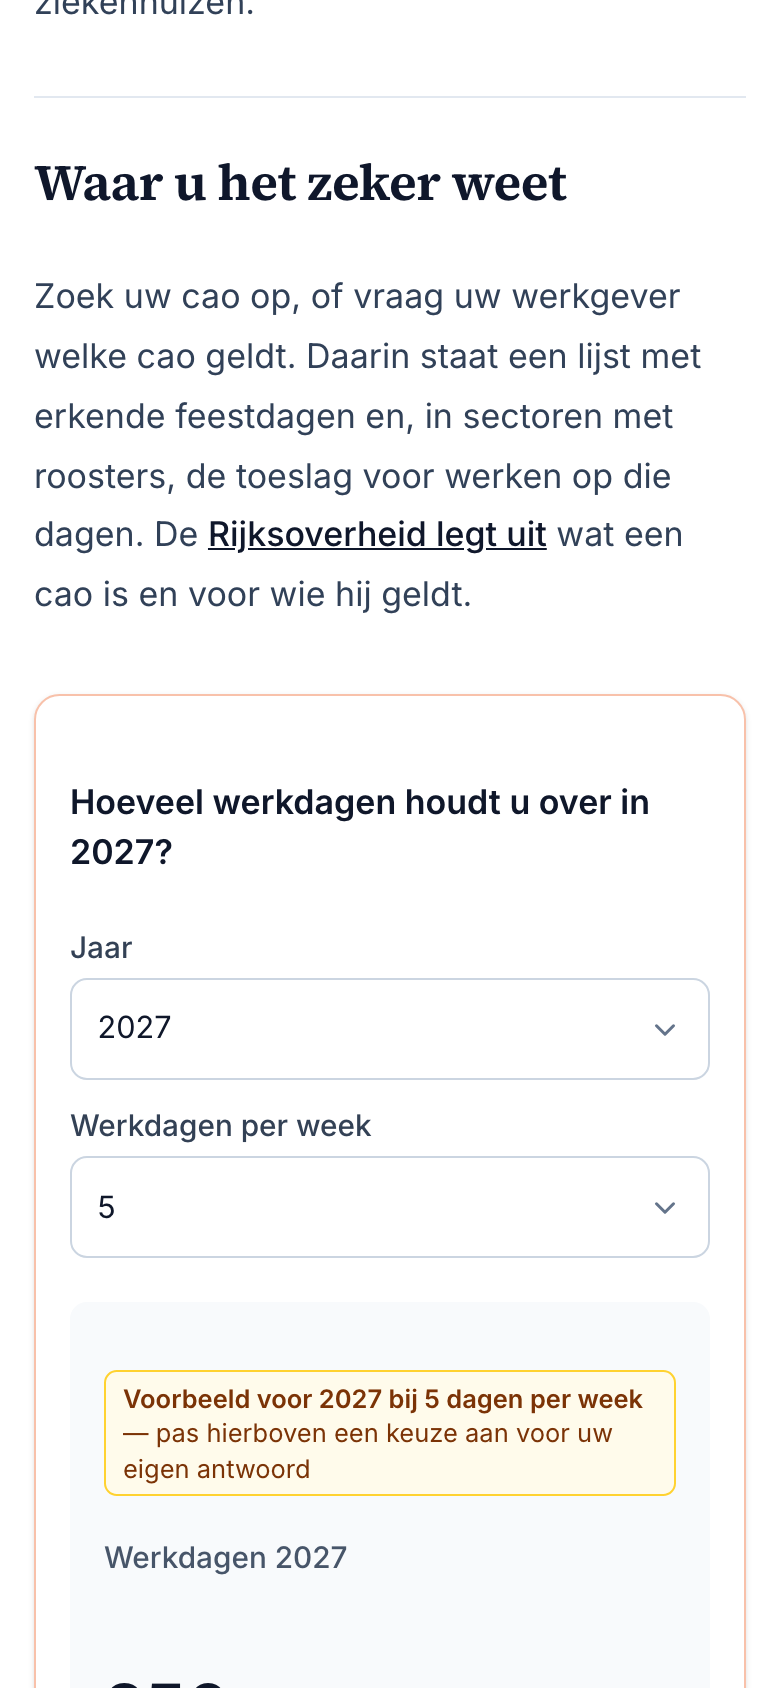 ziekenhuizen.
Waar u het zeker weet
Zoek uw cao op, of vraag uw werkgever
welke cao geldt. Daarin staat een lijst met
erkende feestdagen en, in sectoren met
roosters, de toeslag voor werken op die
dagen. De Rijksoverheid legt uit wat een
cao is en voor wie hij geldt.
Hoeveel werkdagen houdt u over in
2027?
Jaar
2027
Werkdagen per week
5
Voorbeeld voor 2027 bij 5 dagen per week
— pas hierboven een keuze aan voor uw
eigen antwoord
Werkdagen 2027